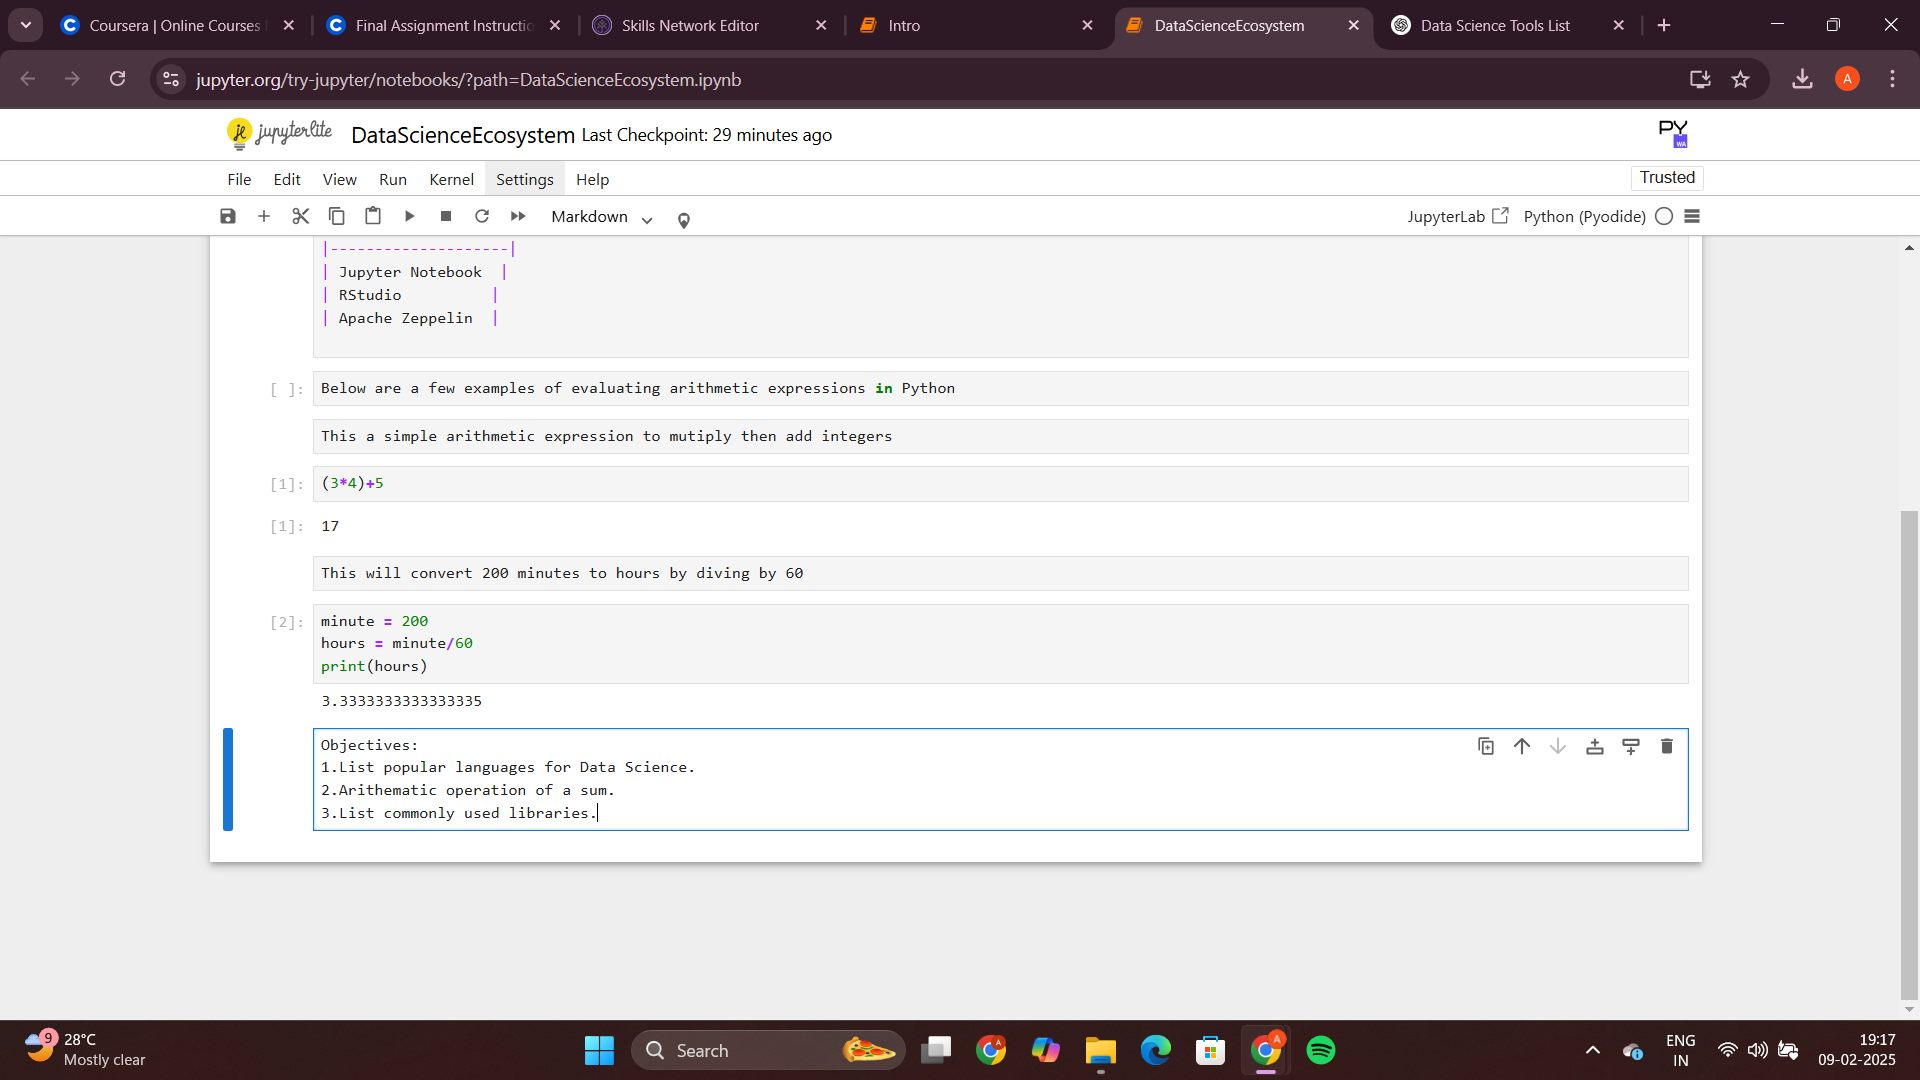 Coursera | Online Courses
Final Assignment Instructio
Skills Network Editor
Intro
DataScienceEcosystem
Data Science Tools List
jupyter.org/try-jupyter/notebooks/?path=DataScienceEcosystem.ipynb
A
jupyterlite
DataScienceEcosystem Last Checkpoint: 29 minutes ago
PY
WA
File Edit View Run Kernel Settings Help
Trusted
Markdown
JupyterLab
Python (Pyodide)
|--------------------|
| Jupyter Notebook  |
| RStudio          |
| Apache Zeppelin  |
[ ]: Below are a few examples of evaluating arithmetic expressions in Python
This a simple arithmetic expression to mutiply then add integers
[1]: (3*4)+5
[1]: 17
This will convert 200 minutes to hours by diving by 60
[2]: minute = 200
hours = minute/60
print(hours)
3.3333333333333335
Objectives:
1.List popular languages for Data Science.
2.Arithematic operation of a sum.
3.List commonly used libraries.
9
28°C
Mostly clear
Search
A
A
ENG
IN
19:17
09-02-2025